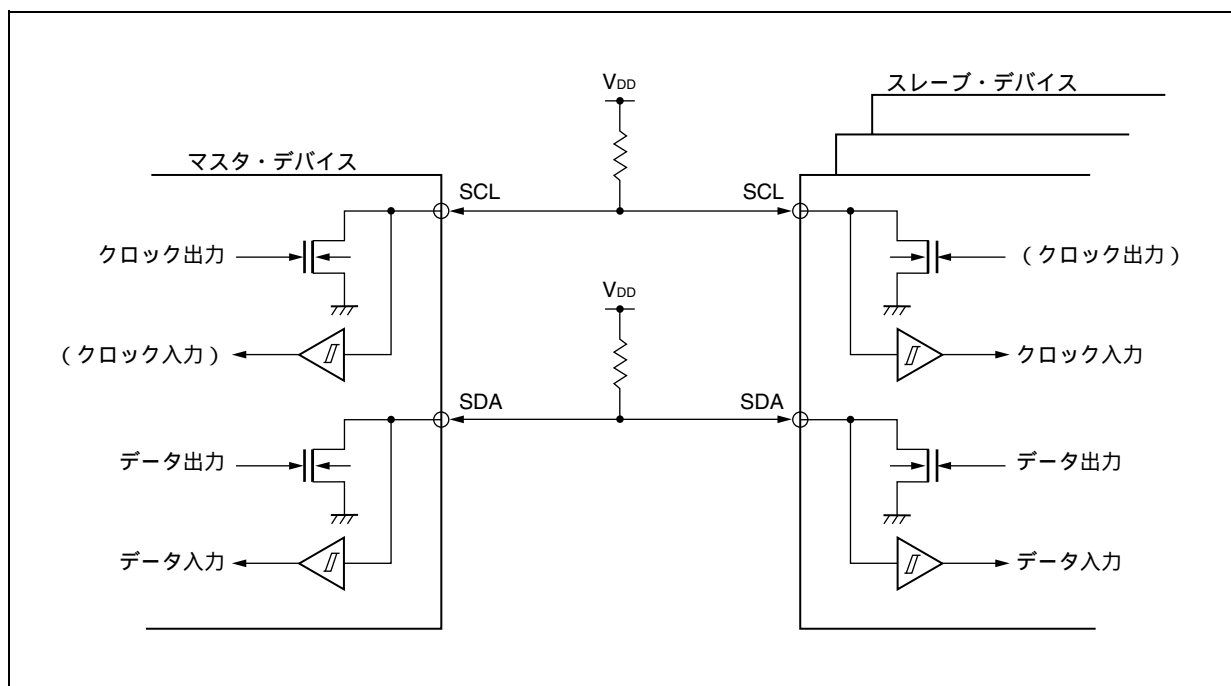 スレーブ・デバイス
VDD
マスタ・デバイス
SCL
SCL
クロック出力
(クロック出力)
VDD
(クロック入力)
クロック入力
SDA
SDA
データ出力
データ出力
データ入力
データ入力